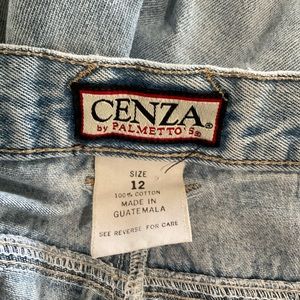 CENZA®
by PALMETTO'S®
SIZE
12
100% COTTON
MADE IN
GUATEMALA
SEE REVERSE FOR CARE